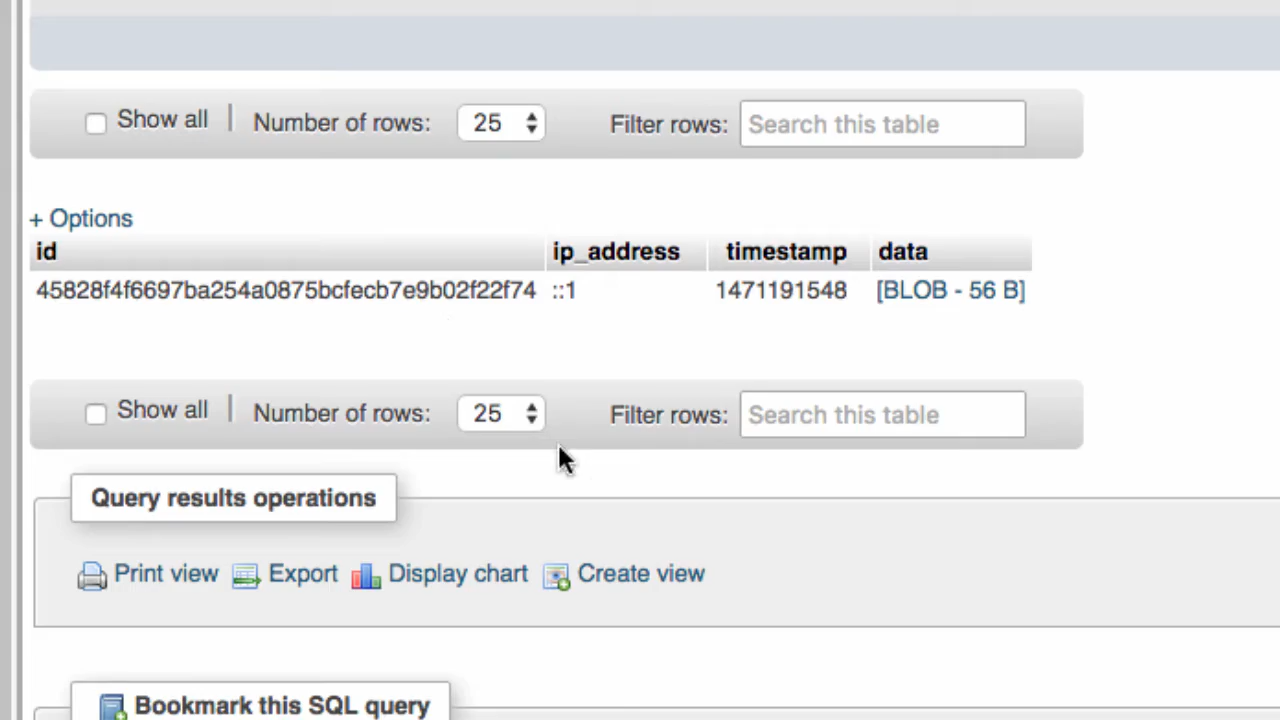 Show all | Number of rows: 25 Filter rows: Search this table
+ Options
id ip_address timestamp data
45828f4f6697ba254a0875bcfecb7e9b02f22f74 ::1 1471191548 [BLOB - 56 B]
Show all | Number of rows: 25 Filter rows: Search this table
Query results operations
Print view Export Display chart Create view
Bookmark this SQL query